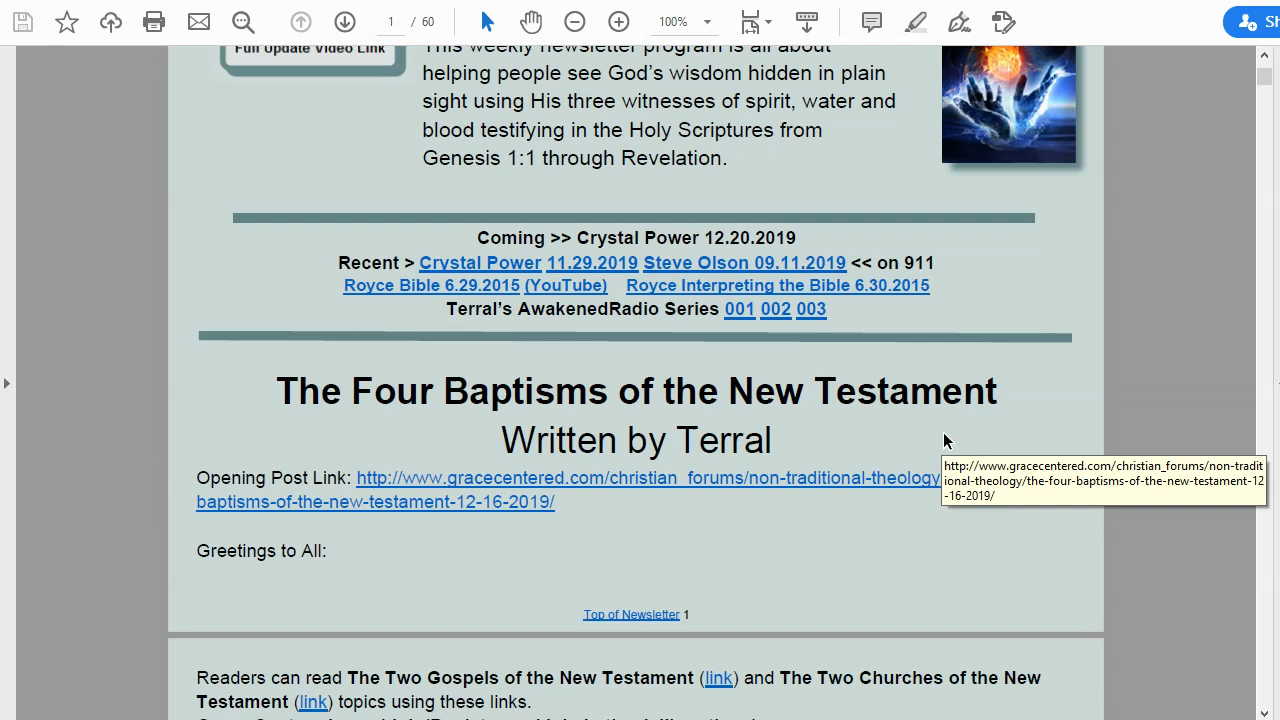 1 / 60
100%
Full Update Video Link
This weekly newsletter program is all about
helping people see God's wisdom hidden in plain
sight using His three witnesses of spirit, water and
blood testifying in the Holy Scriptures from
Genesis 1:1 through Revelation.
Coming >> Crystal Power 12.20.2019
Recent > Crystal Power 11.29.2019 Steve Olson 09.11.2019 << on 911
Royce Bible 6.29.2015 (YouTube) Royce Interpreting the Bible 6.30.2015
Terral's AwakenedRadio Series 001 002 003
The Four Baptisms of the New Testament
Written by Terral
Opening Post Link: http://www.gracecentered.com/christian_forums/non-traditional-theology
baptisms-of-the-new-testament-12-16-2019/
http://www.gracecentered.com/christian_forums/non-tradit
ional-theology/the-four-baptisms-of-the-new-testament-12
-16-2019/
Greetings to All:
Top of Newsletter 1
Readers can read The Two Gospels of the New Testament (link) and The Two Churches of the New
Testament (link) topics using these links.